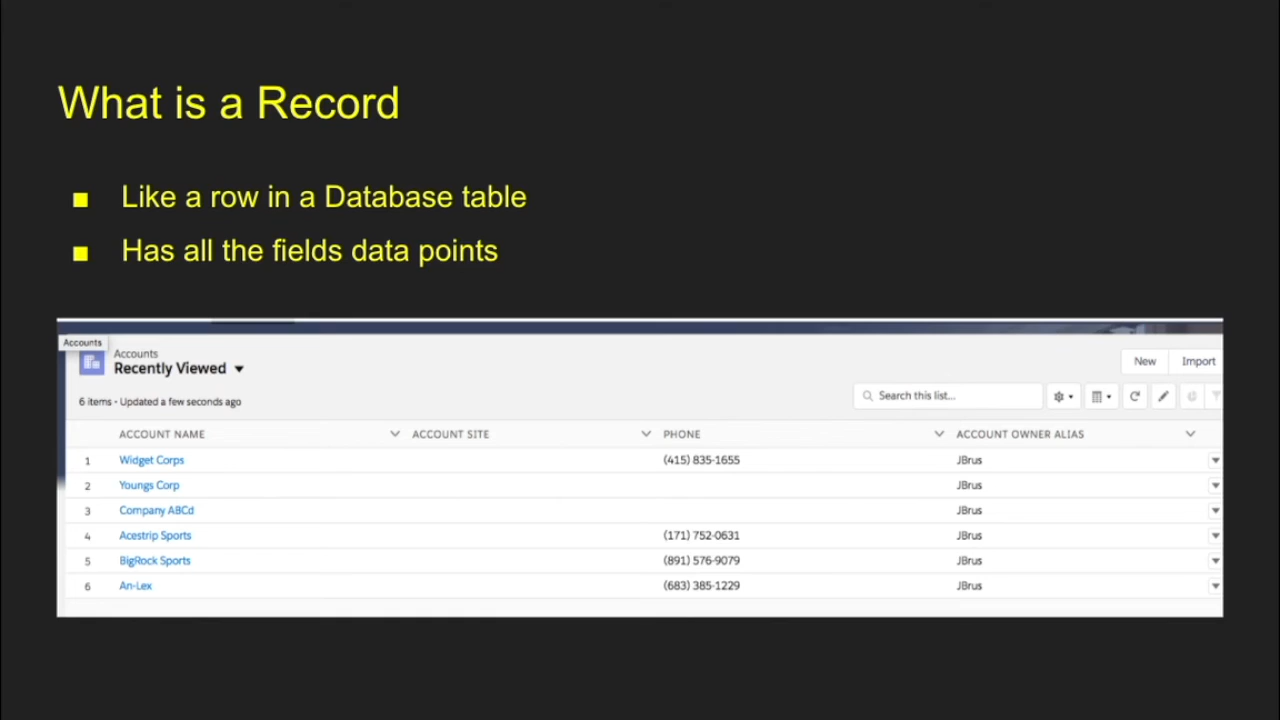 What is a Record
Like a row in a Database table
Has all the fields data points
Accounts
Accounts
Recently Viewed
6 items • Updated a few seconds ago
New Import
Search this list...
ACCOUNT NAME ACCOUNT SITE PHONE ACCOUNT OWNER ALIAS
1 Widget Corps (415) 835-1655 JBrus
2 Youngs Corp JBrus
3 Company ABCd JBrus
4 Acestrip Sports (171) 752-0631 JBrus
5 BigRock Sports (891) 576-9079 JBrus
6 An-Lex (683) 385-1229 JBrus